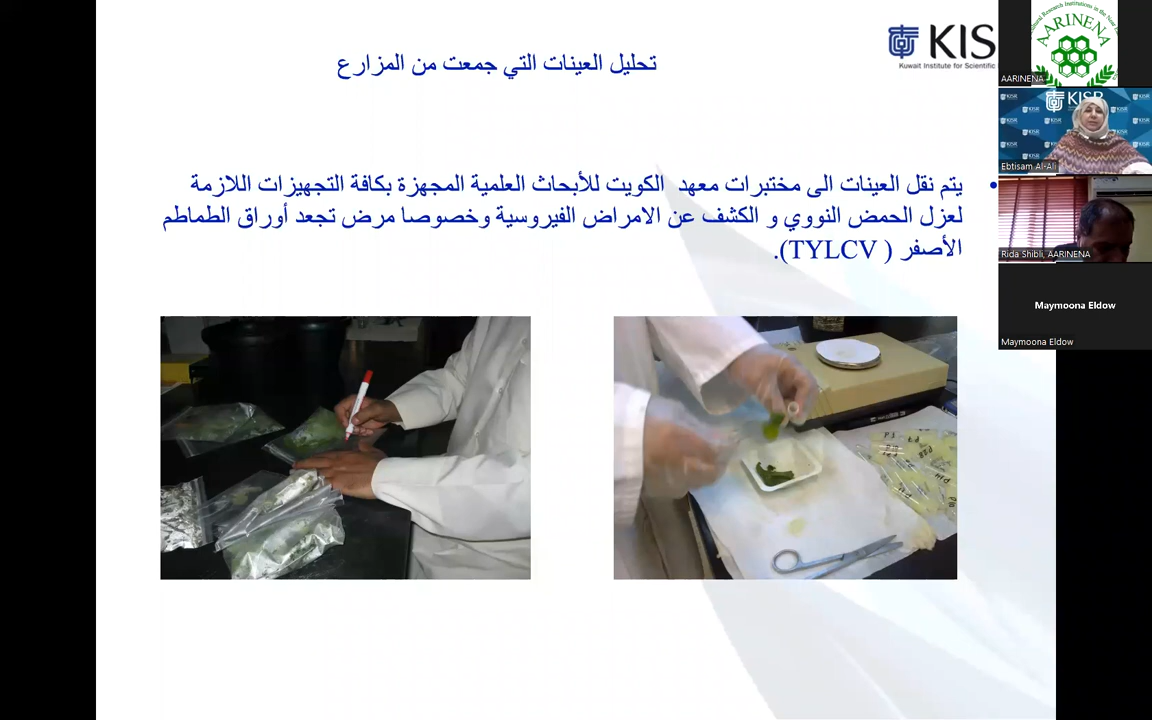 تحليل العينات التي جمعت من المزارع
KIS
Kuwait Institute for Scientific
• يتم نقل العينات الى مختبرات معهد الكويت للأبحاث العلمية المجهزة بكافة التجهيزات اللازمة
لعزل الحمض النووي و الكشف عن الامراض الفيروسية وخصوصا مرض تجعد أوراق الطماطم
الأصفر ( TYLCV).
AARINENA
AARINENA
KISR
Ebtisam Al-Ali
Rida Shibli, AARINENA
Maymoona Eldow
Maymoona Eldow